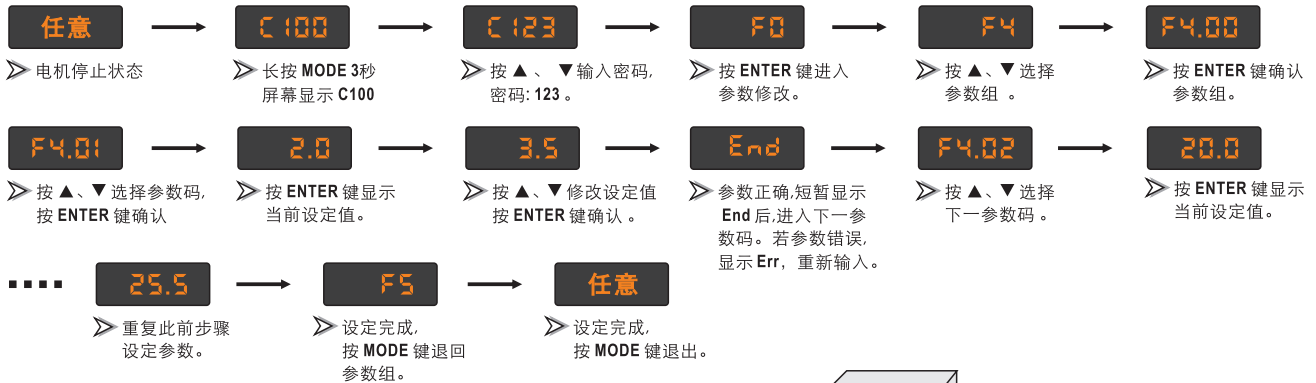 任意
C100
C123
F0
F4
F4.00
电机停止状态
长按 MODE 3秒
屏幕显示 C100
按 ▲、 ▼输入密码,
密码: 123 。
按 ENTER 键进入
参数修改。
按 ▲、▼ 选择
参数组 。
按 ENTER 键确认
参数组。
F4.01
2.0
3.5
End
F4.02
20.0
按 ▲、▼ 选择参数码,
按 ENTER 键确认
按 ENTER 键显示
当前设定值。
按 ▲、▼ 修改设定值
按 ENTER 键确认 。
参数正确,短暂显示
End 后,进入下一参
数码。若参数错误,
显示 Err，重新输入。
按 ▲、▼ 选择
下一参数码 。
按 ENTER 键显示
当前设定值。
25.5
F5
任意
重复此前步骤
设定参数。
设定完成,
按 MODE 键退回
参数组。
设定完成,
按 MODE 键退出。